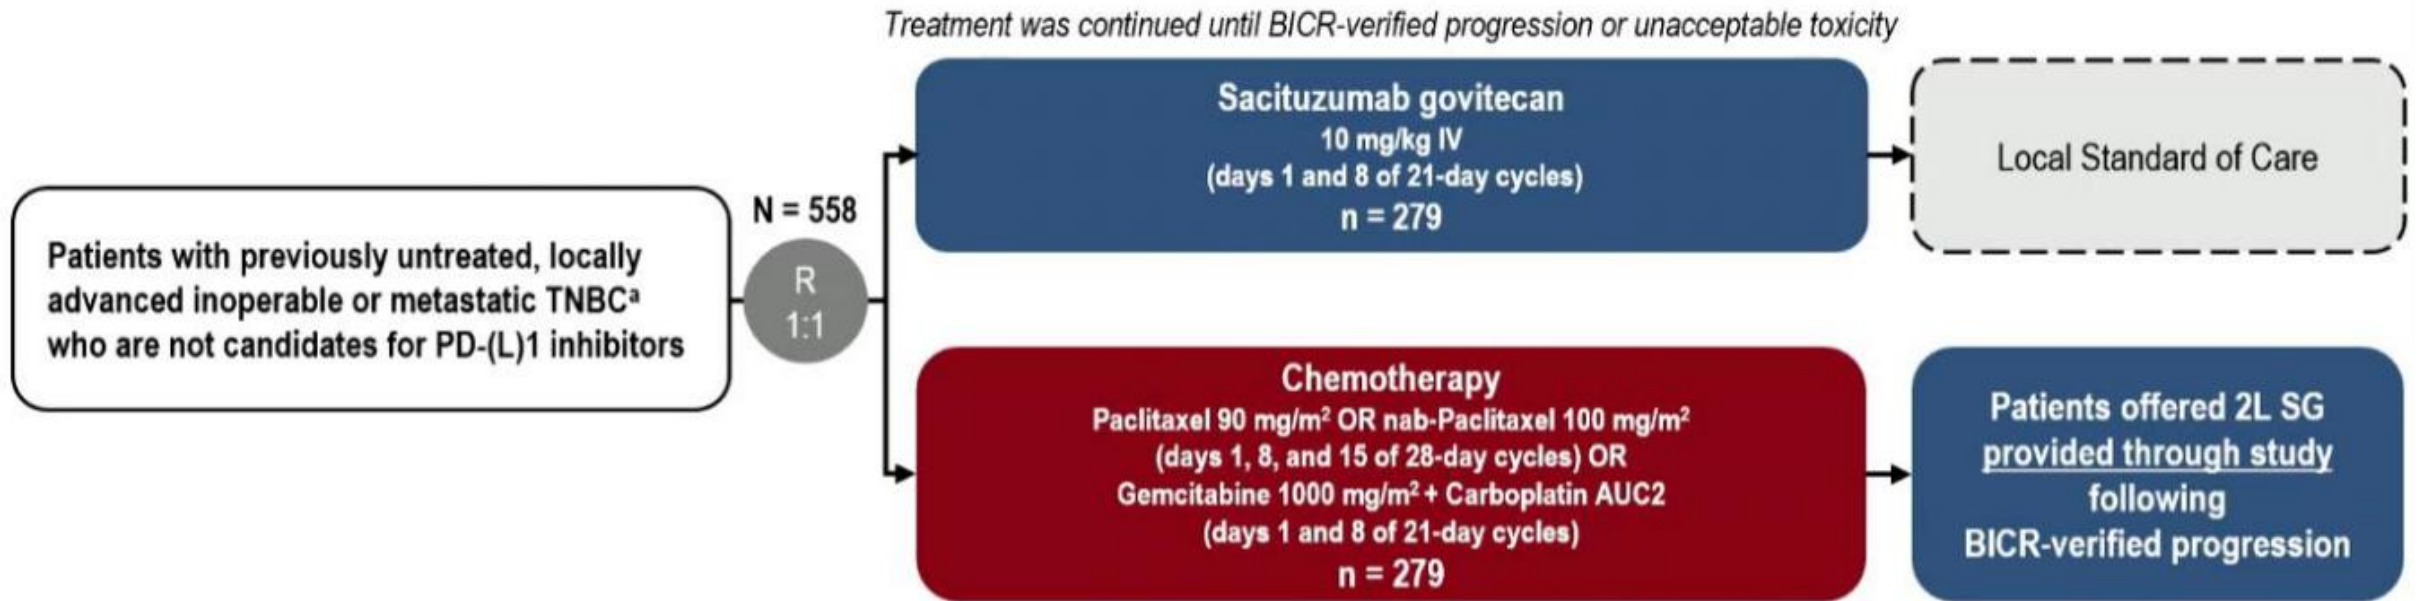 Treatment was continued until BICR-verified progression or unacceptable toxicity
Patients with previously untreated, locally
advanced inoperable or metastatic TNBCᵃ
who are not candidates for PD-(L)1 inhibitors
N = 558
R
1:1
Sacituzumab govitecan
10 mg/kg IV
(days 1 and 8 of 21-day cycles)
n = 279
Local Standard of Care
Chemotherapy
Paclitaxel 90 mg/m² OR nab-Paclitaxel 100 mg/m²
(days 1, 8, and 15 of 28-day cycles) OR
Gemcitabine 1000 mg/m² + Carboplatin AUC2
(days 1 and 8 of 21-day cycles)
n = 279
Patients offered 2L SG
provided through study
following
BICR-verified progression